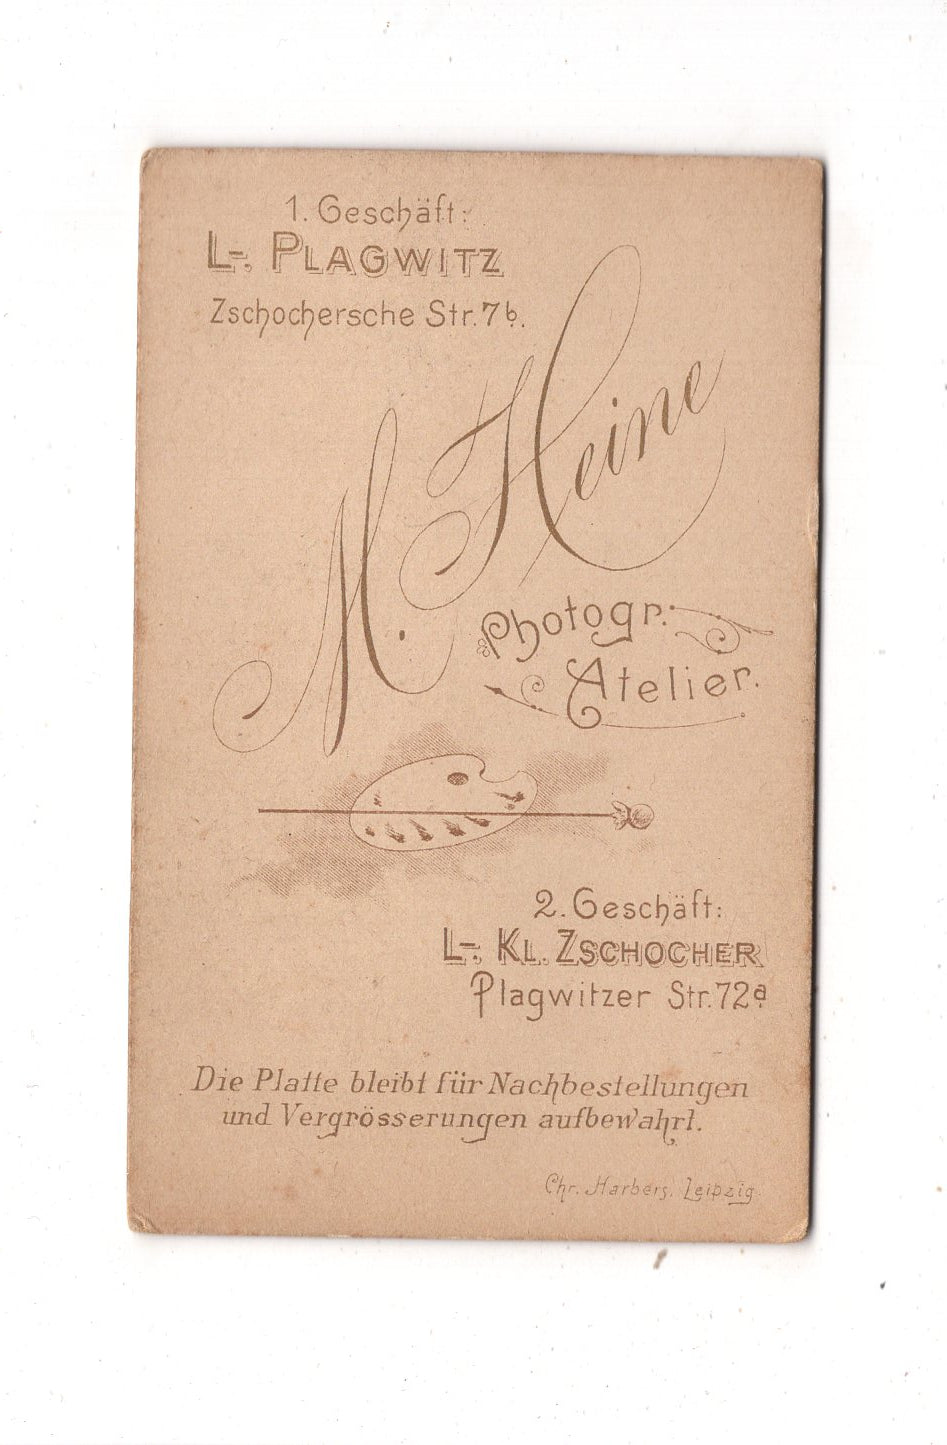 1. Geschäft:
L-. PLAGWITZ
Zschochersche Str. 7b.
M. Heine
Photogr.
Atelier.
2. Geschäft:
L-. KL. ZSCHOCHER
Plagwitzer Str. 72a
Die Platte bleibt für Nachbestellungen
und Vergrösserungen aufbewahrt.
Chr. Harbers, Leipzig.